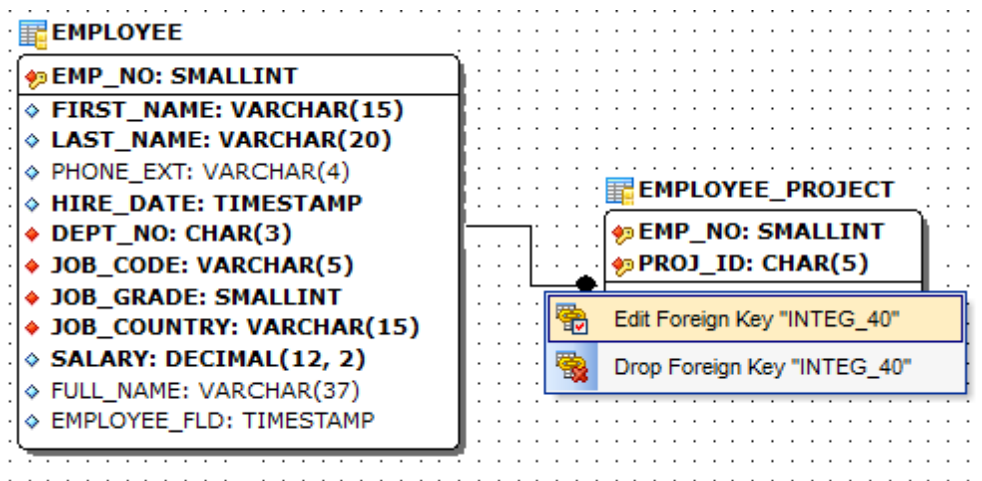 EMPLOYEE
EMP_NO: SMALLINT
FIRST_NAME: VARCHAR(15)
LAST_NAME: VARCHAR(20)
PHONE_EXT: VARCHAR(4)
HIRE_DATE: TIMESTAMP
DEPT_NO: CHAR(3)
JOB_CODE: VARCHAR(5)
JOB_GRADE: SMALLINT
JOB_COUNTRY: VARCHAR(15)
SALARY: DECIMAL(12, 2)
FULL_NAME: VARCHAR(37)
EMPLOYEE_FLD: TIMESTAMP
EMPLOYEE_PROJECT
EMP_NO: SMALLINT
PROJ_ID: CHAR(5)
Edit Foreign Key "INTEG_40"
Drop Foreign Key "INTEG_40"